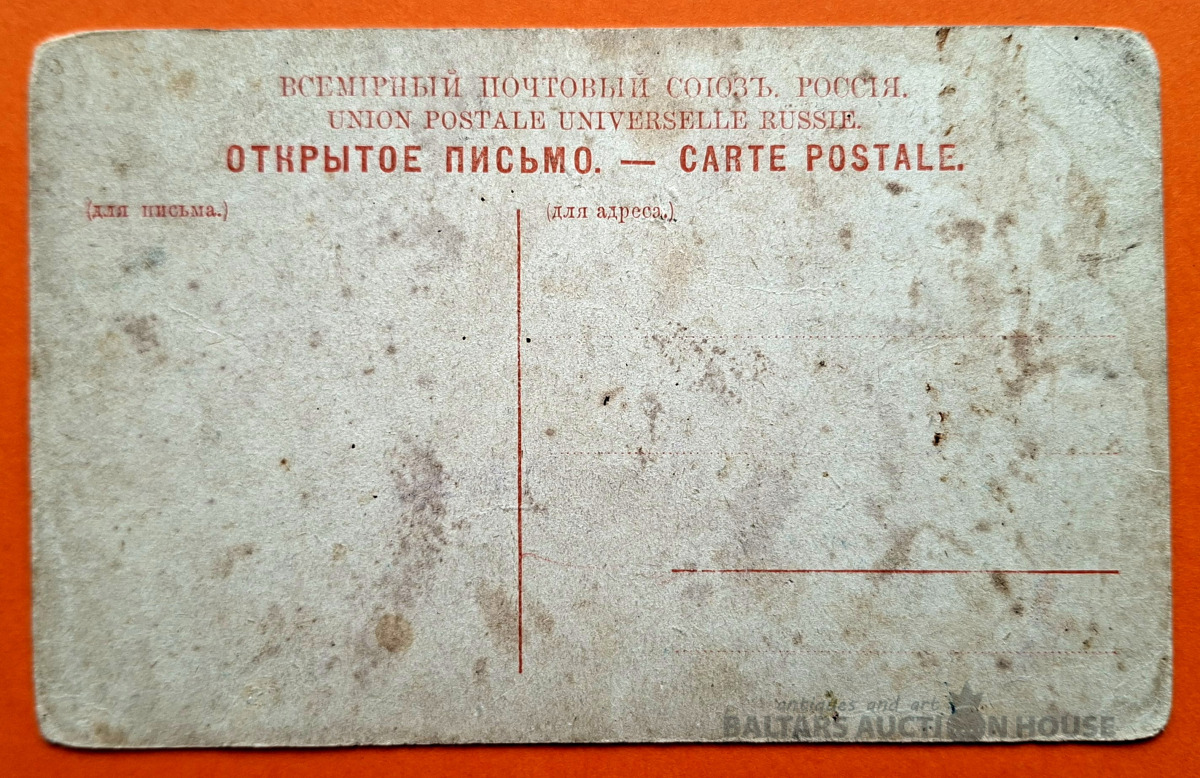 ВСЕМІРНЫЙ ПОЧТОВЫЙ СОЮЗЪ. РОССІЯ.
UNION POSTALE UNIVERSELLE RÜSSIE.
ОТКРЫТОЕ ПИСЬМО. — CARTE POSTALE.
(для письма.)
(для адреса.)
antiques and art
BALTARS AUCTION HOUSE